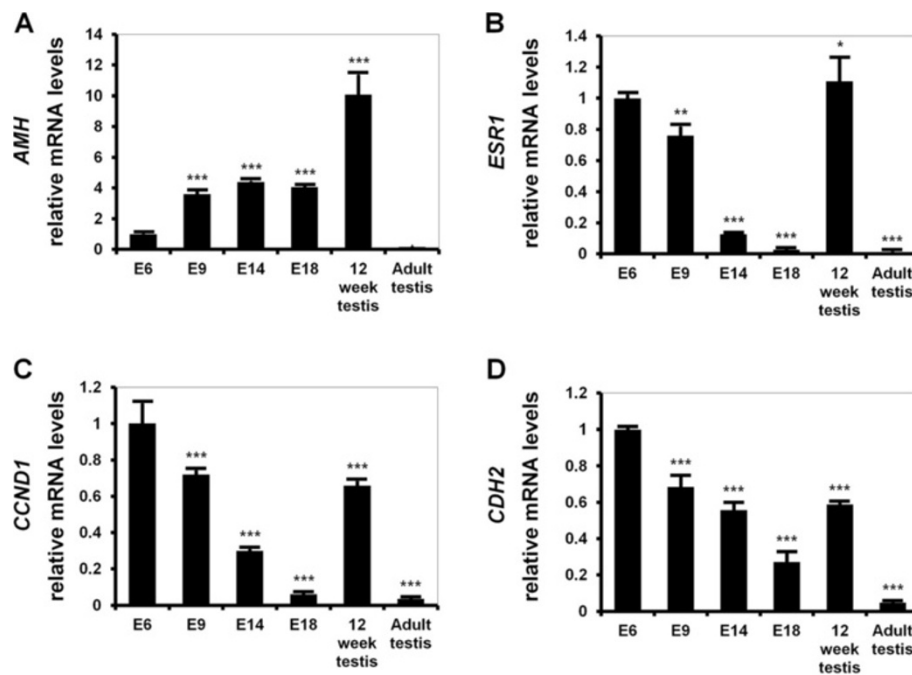 A
AMH
relative mRNA levels
14
12
10
8
6
4
2
0
***
***
***
***
E6
E9
E14
E18
12
week
testis
Adult
testis
B
ESR1
relative mRNA levels
1.4
1.2
1
0.8
0.6
0.4
0.2
0
**
***
***
*
***
E6
E9
E14
E18
12
week
testis
Adult
testis
C
CCND1
relative mRNA levels
1.2
1
0.8
0.6
0.4
0.2
0
***
***
***
***
***
E6
E9
E14
E18
12
week
testis
Adult
testis
D
CDH2
relative mRNA levels
1.2
1
0.8
0.6
0.4
0.2
0
***
***
***
***
***
E6
E9
E14
E18
12
week
testis
Adult
testis